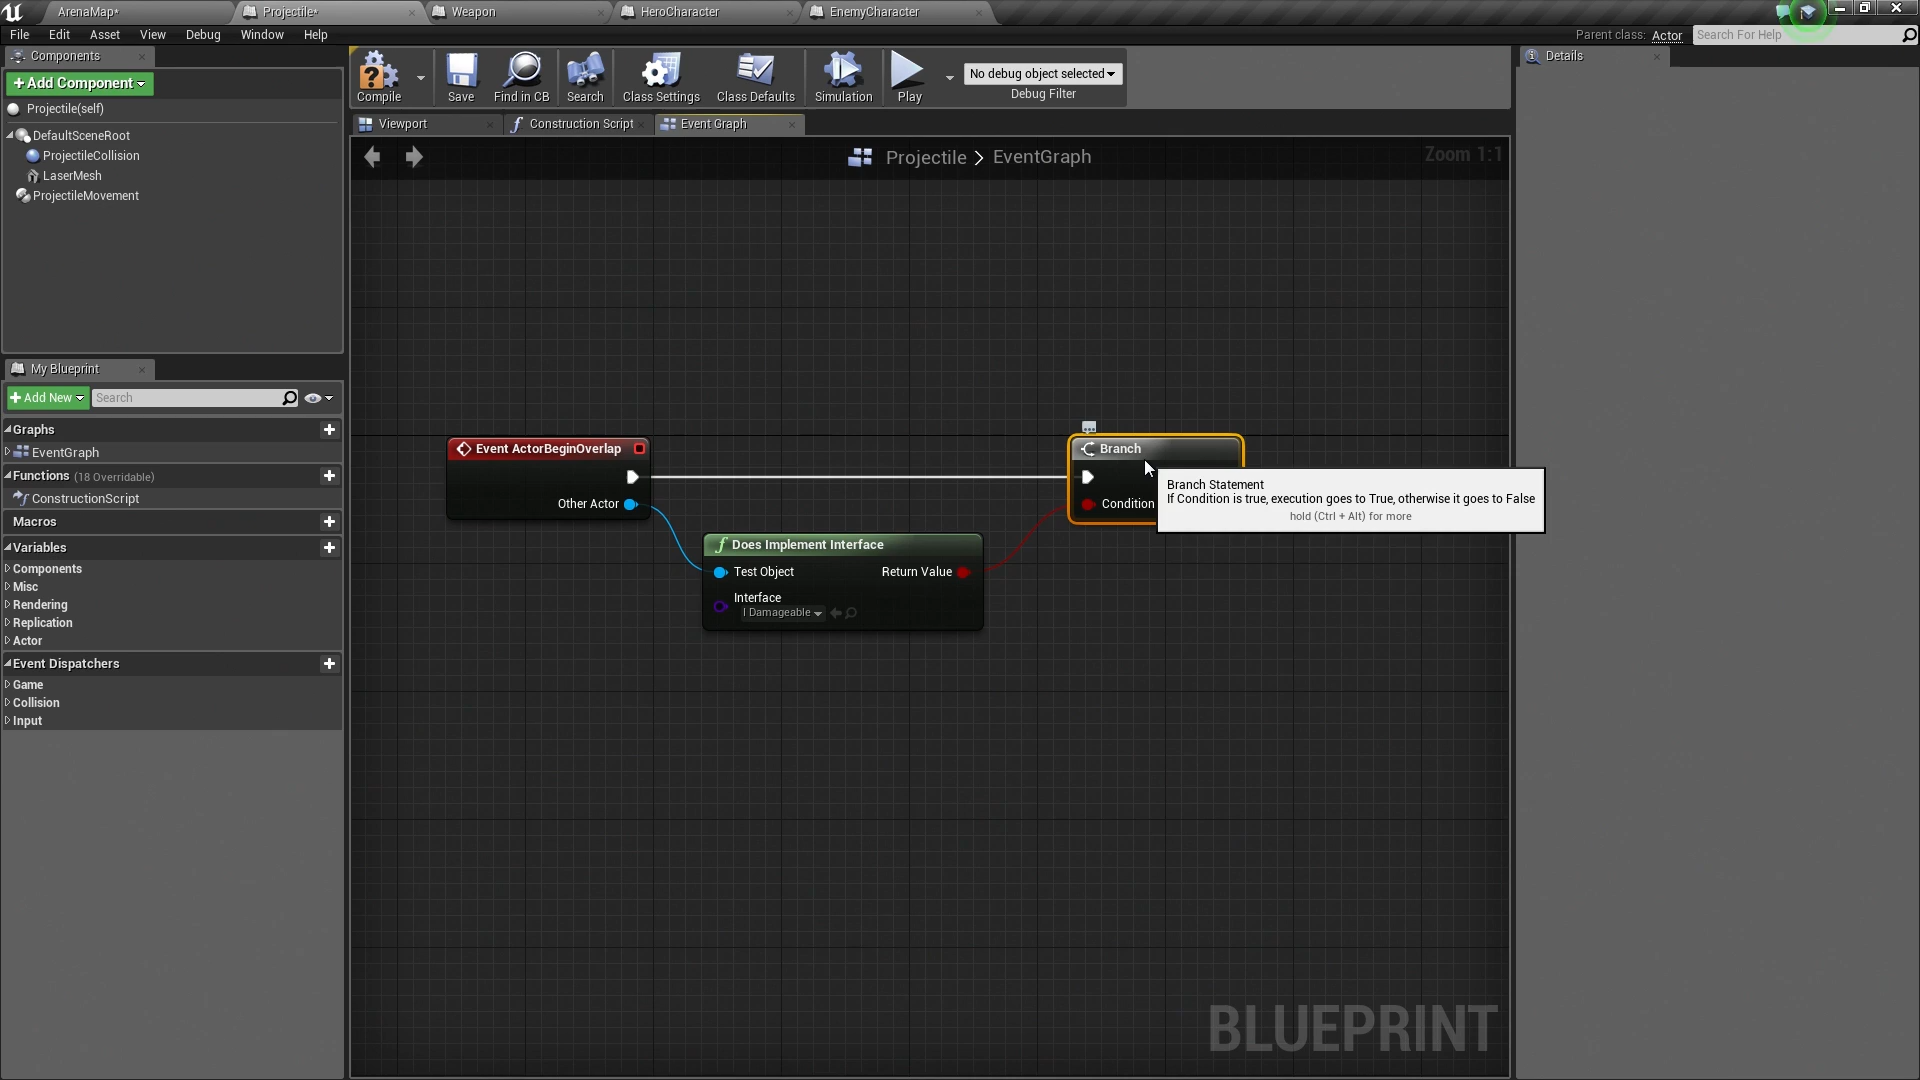 ArenaMap*
Projectile*
Weapon
HeroCharacter
EnemyCharacter
File
Edit
Asset
View
Debug
Window
Help
Parent class: Actor
Search For Help
Components
+Add Component
Projectile(self)
DefaultSceneRoot
ProjectileCollision
LaserMesh
ProjectileMovement
Compile
Save
Find in CB
Search
Class Settings
Class Defaults
Simulation
Play
No debug object selected
Debug Filter
Details
Viewport
Construction Script
Event Graph
Projectile > EventGraph
Zoom 1:1
My Blueprint
+Add New
Search
Graphs
EventGraph
Functions (18 Overridable)
ConstructionScript
Macros
Variables
Components
Misc
Rendering
Replication
Actor
Event Dispatchers
Game
Collision
Input
Event ActorBeginOverlap
Other Actor
Does Implement Interface
Test Object
Return Value
Interface
I Damageable
Branch
Condition
Branch Statement
If Condition is true, execution goes to True, otherwise it goes to False
hold (Ctrl + Alt) for more
BLUEPRINT